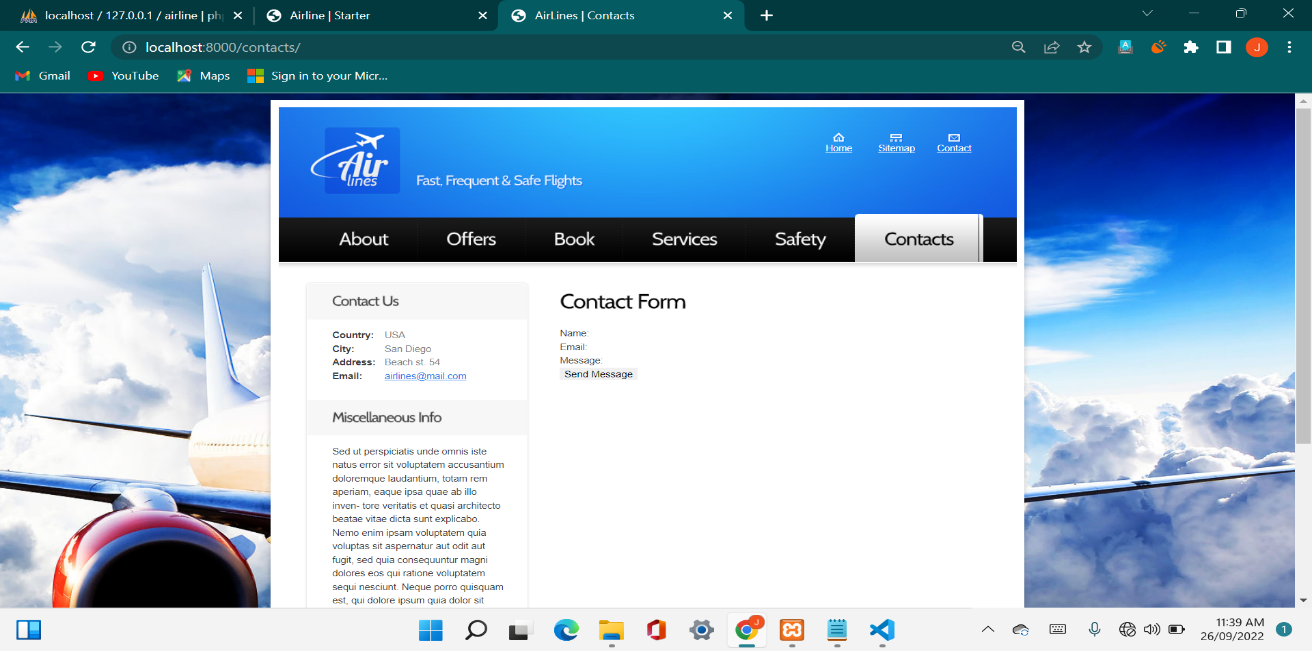 localhost / 127.0.0.1 / airline | ph
Airline | Starter
AirLines | Contacts
localhost:8000/contacts/
J
Gmail
YouTube
Maps
Sign in to your Micr...
Air
lines
Fast, Frequent & Safe Flights
Home
Sitemap
Contact
About
Offers
Book
Services
Safety
Contacts
Contact Us
Country: USA
City: San Diego
Address: Beach st. 54
Email: airlines@mail.com
Miscellaneous Info
Sed ut perspiciatis unde omnis iste
natus error sit voluptatem accusantium
doloremque laudantium, totam rem
aperiam, eaque ipsa quae ab illo
inven- tore veritatis et quasi architecto
beatae vitae dicta sunt explicabo.
Nemo enim ipsam voluptatem quia
voluptas sit aspernatur aut odit aut
fugit, sed quia consequuntur magni
dolores eos qui ratione voluptatem
sequi nesciunt. Neque porro quisquam
est, qui dolore ipsum quia dolor sit
Contact Form
Name:
Email:
Message:
Send Message
J
11:39 AM
26/09/2022
1